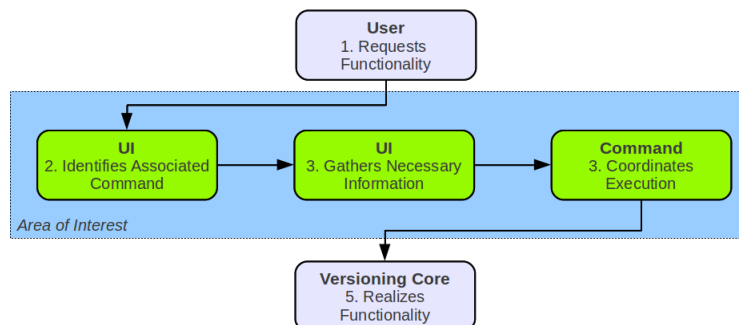 User
1. Requests
Functionality
UI
2. Identifies Associated
Command
UI
3. Gathers Necessary
Information
Command
3. Coordinates
Execution
Area of Interest
Versioning Core
5. Realizes
Functionality